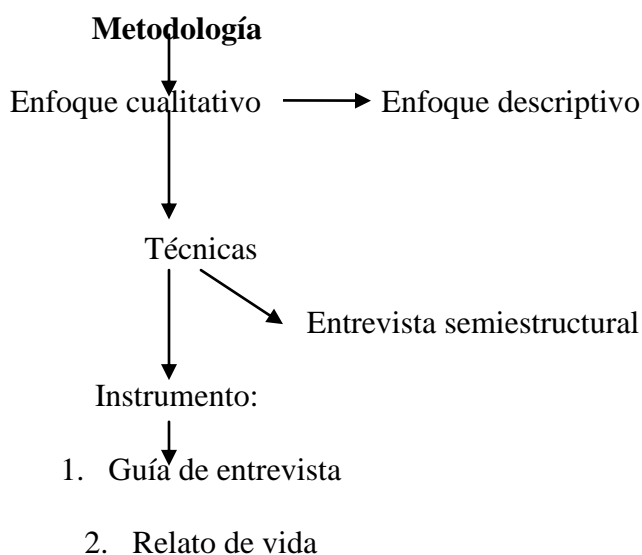 Metodología
Enfoque cualitativo Enfoque descriptivo
Técnicas
Entrevista semiestructural
Instrumento:
1. Guía de entrevista
2. Relato de vida